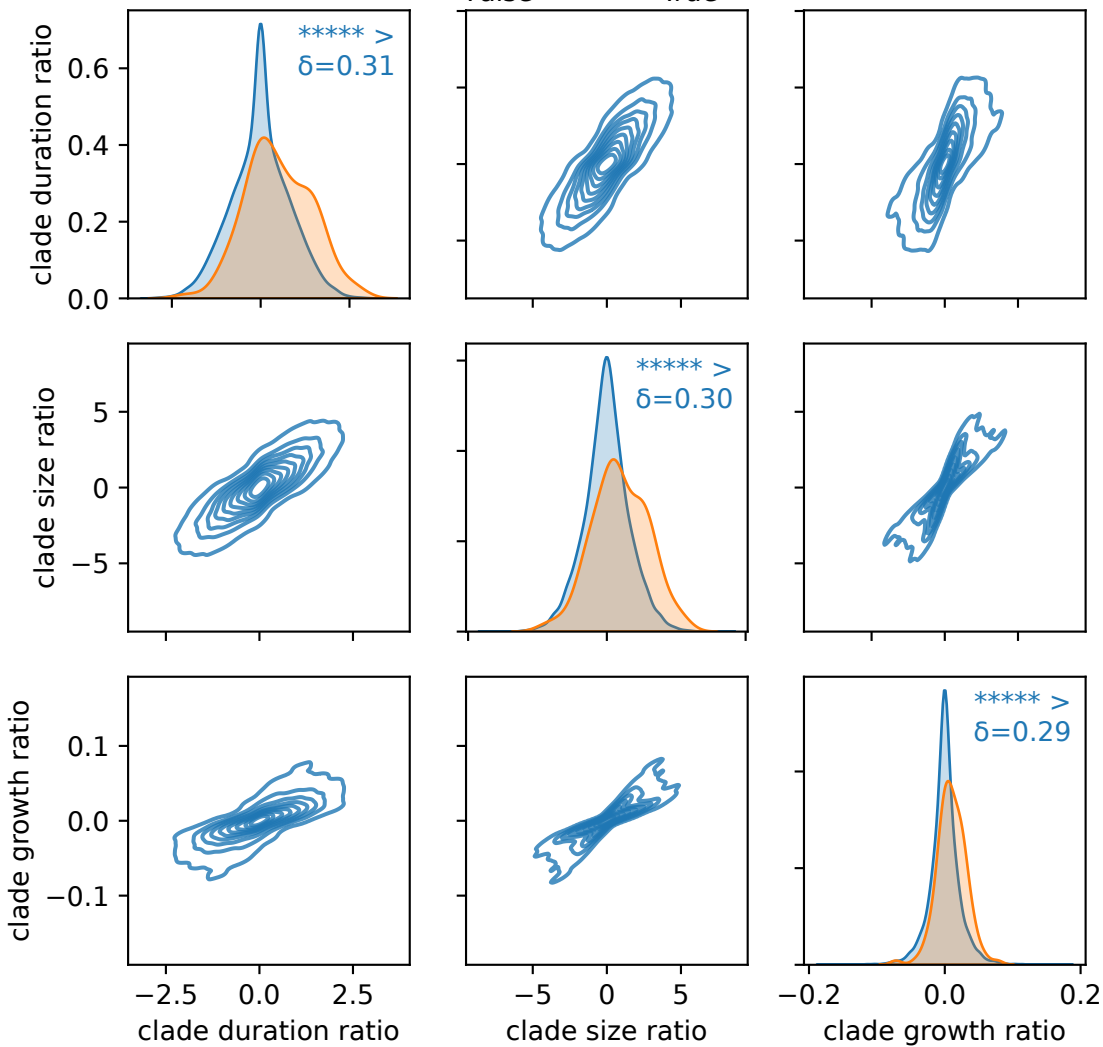 clade duration ratio
0.6
0.4
0.2
0.0
***** >
δ=0.31
clade size ratio
5
0
−5
***** >
δ=0.30
clade growth ratio
0.1
0.0
−0.1
***** >
δ=0.29
−2.5 0.0 2.5
−5 0 5
−0.2 0.0 0.2
clade duration ratio
clade size ratio
clade growth ratio